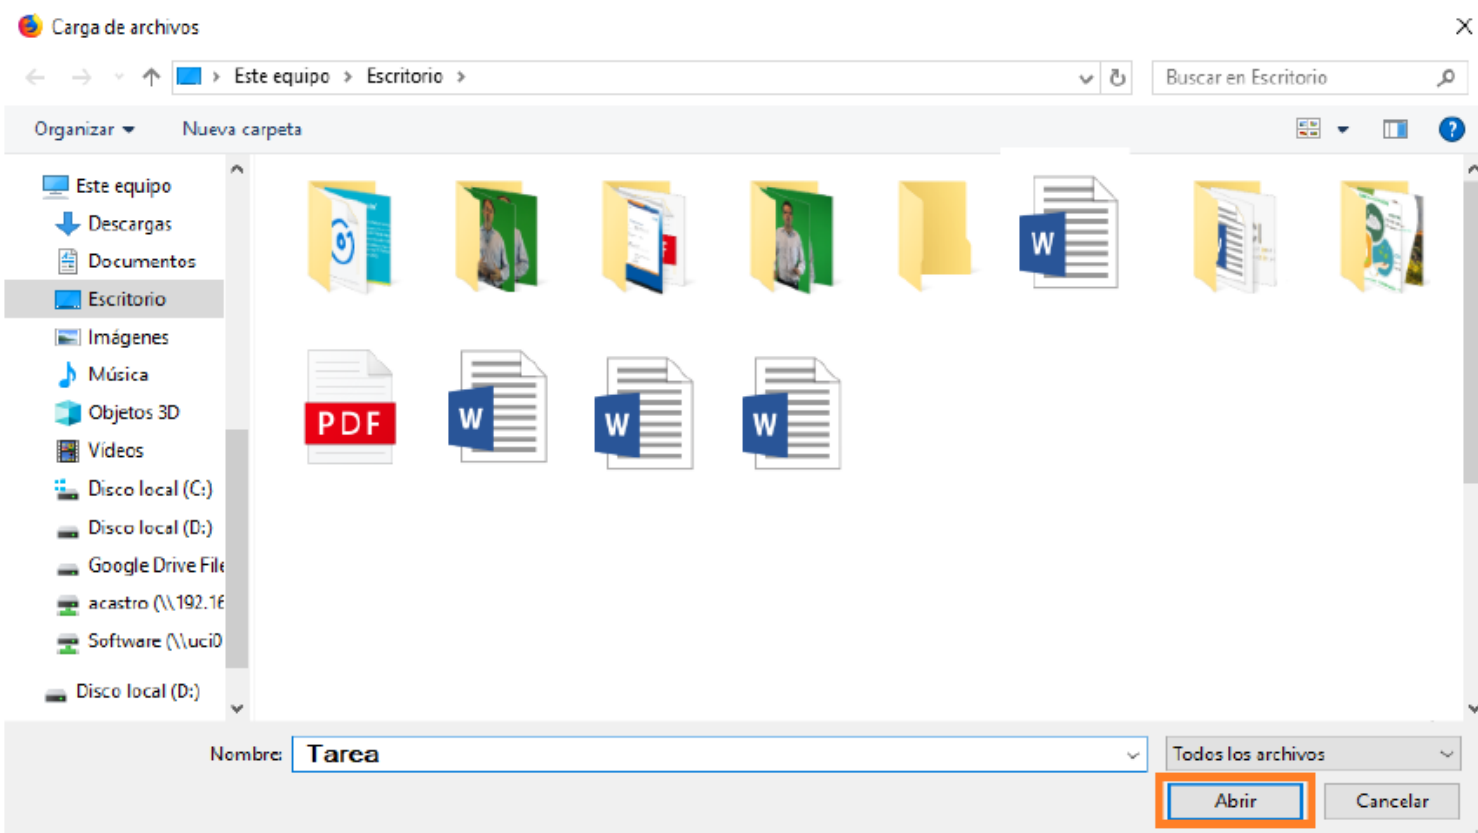 Carga de archivos
Este equipo > Escritorio >
Buscar en Escritorio
Organizar
Nueva carpeta
Este equipo
Descargas
Documentos
Escritorio
Imágenes
Música
Objetos 3D
Vídeos
Disco local (C:)
Disco local (D:)
Google Drive File
acastro (\\192.16
Software (\\uci0
Disco local (D:)
W
PDF
W
W
W
Nombre: Tarea
Todos los archivos
Abrir
Cancelar